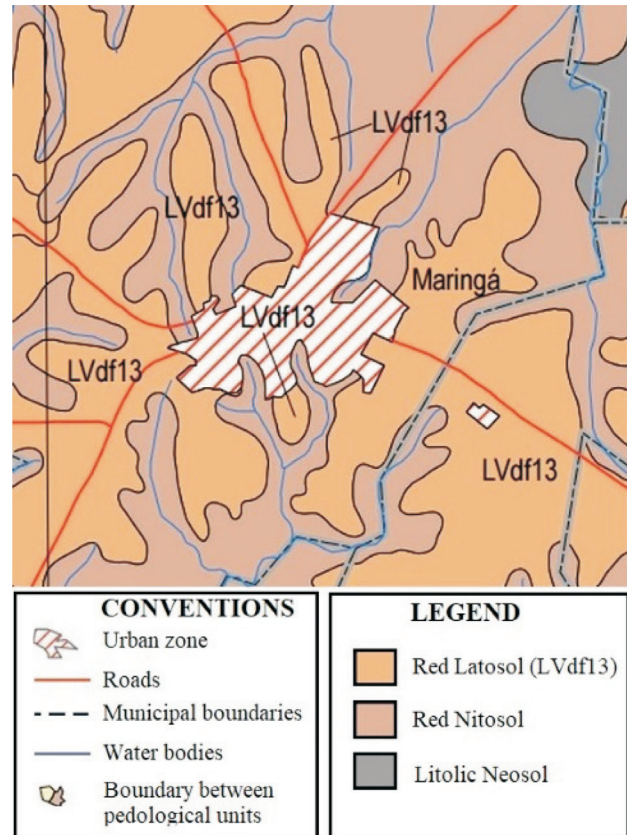 LVdf13
LVdf13
Maringá
LVdf13
LVdf13
LVdf13
CONVENTIONS
Urban zone
Roads
Municipal boundaries
Water bodies
Boundary between
pedological units
LEGEND
Red Latosol (LVdf13)
Red Nitosol
Litolic Neosol